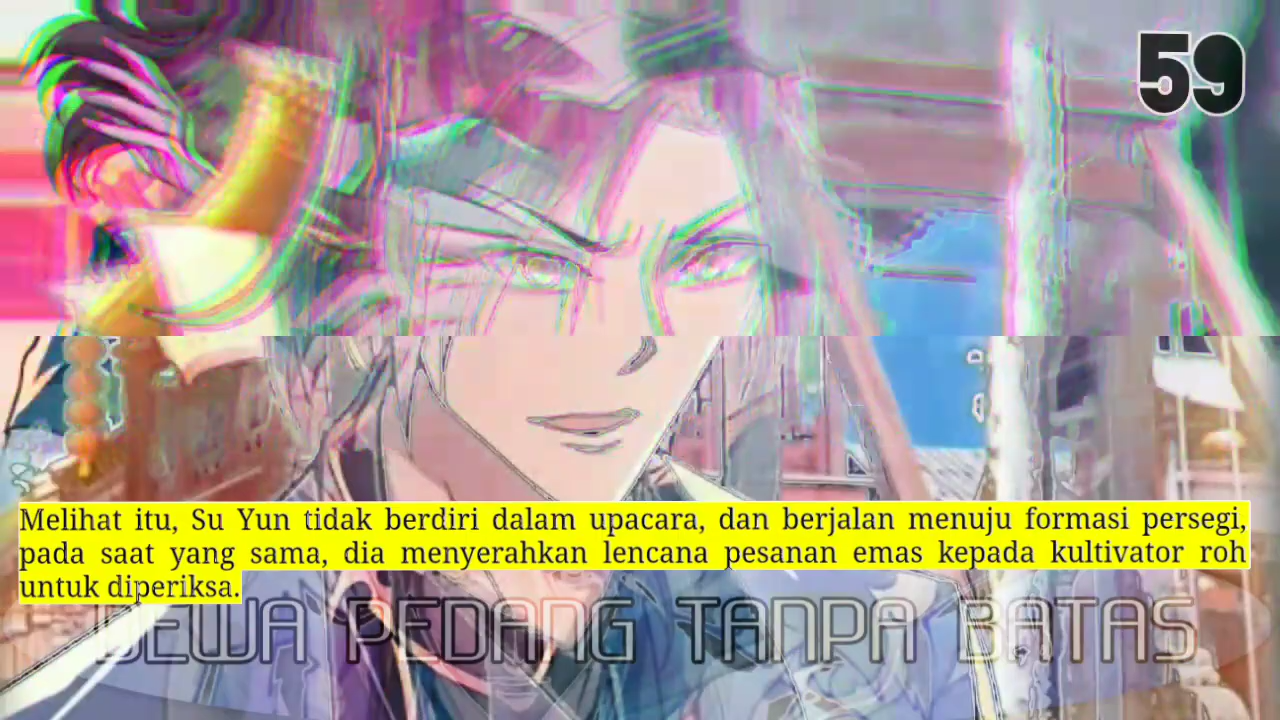 59
Melihat itu, Su Yun tidak berdiri dalam upacara, dan berjalan menuju formasi persegi,
pada saat yang sama, dia menyerahkan lencana pesanan emas kepada kultivator roh
untuk diperiksa.
DEWA PEDANG TANPA BATAS